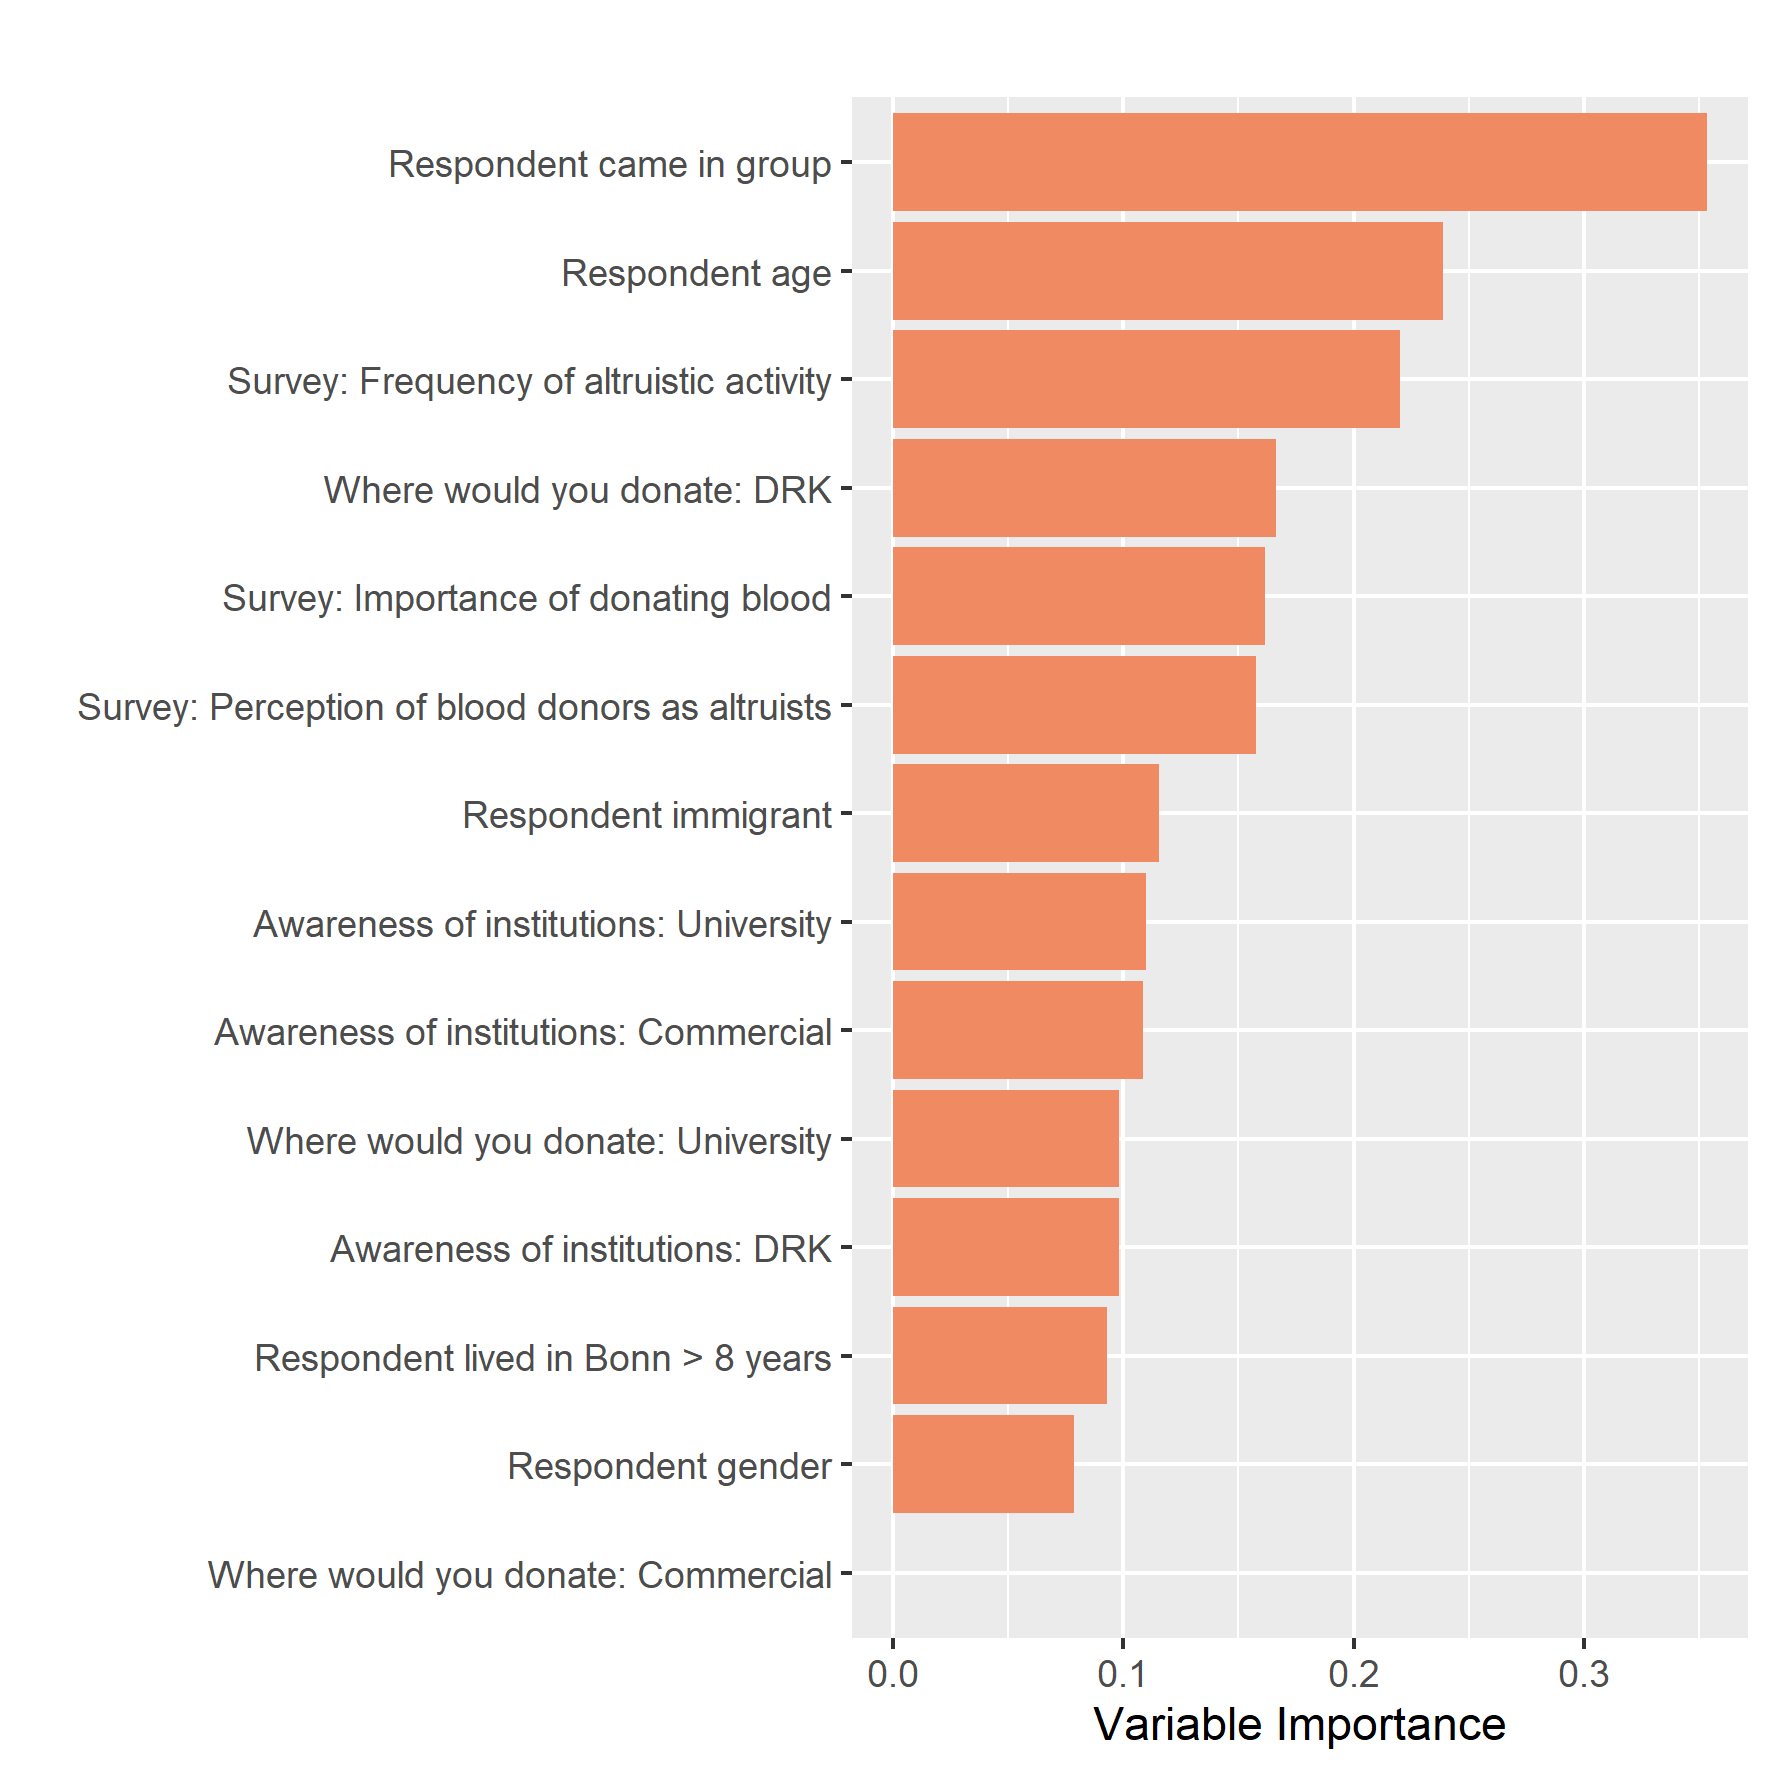 Respondent came in group
Respondent age
Survey: Frequency of altruistic activity
Where would you donate: DRK
Survey: Importance of donating blood
Survey: Perception of blood donors as altruists
Respondent immigrant
Awareness of institutions: University
Awareness of institutions: Commercial
Where would you donate: University
Awareness of institutions: DRK
Respondent lived in Bonn > 8 years
Respondent gender
Where would you donate: Commercial
0.0 0.1 0.2 0.3
Variable Importance